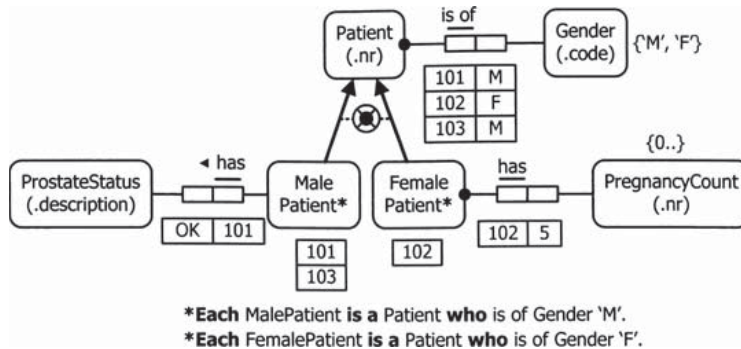 is of
Patient
(.nr)
Gender
(.code)
{'M', 'F'}
101 M
102 F
103 M
◄ has
has
{0..}
ProstateStatus
(.description)
Male
Patient*
Female
Patient*
PregnancyCount
(.nr)
OK 101
101
103
102
102 5
*Each MalePatient is a Patient who is of Gender 'M'.
*Each FemalePatient is a Patient who is of Gender 'F'.